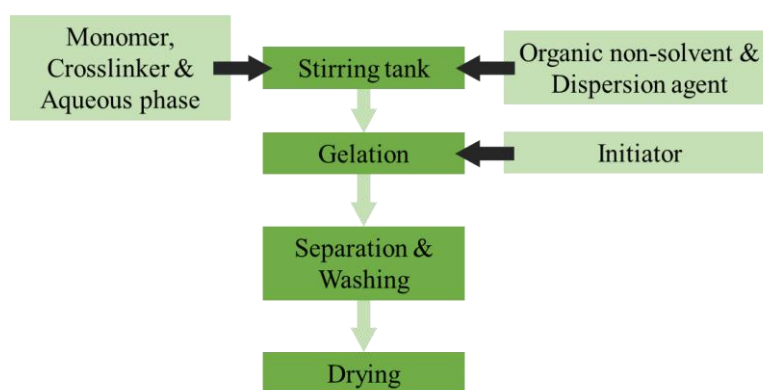 Monomer,
Crosslinker &
Aqueous phase
Stirring tank
Organic non-solvent &
Dispersion agent
Gelation
Initiator
Separation &
Washing
Drying